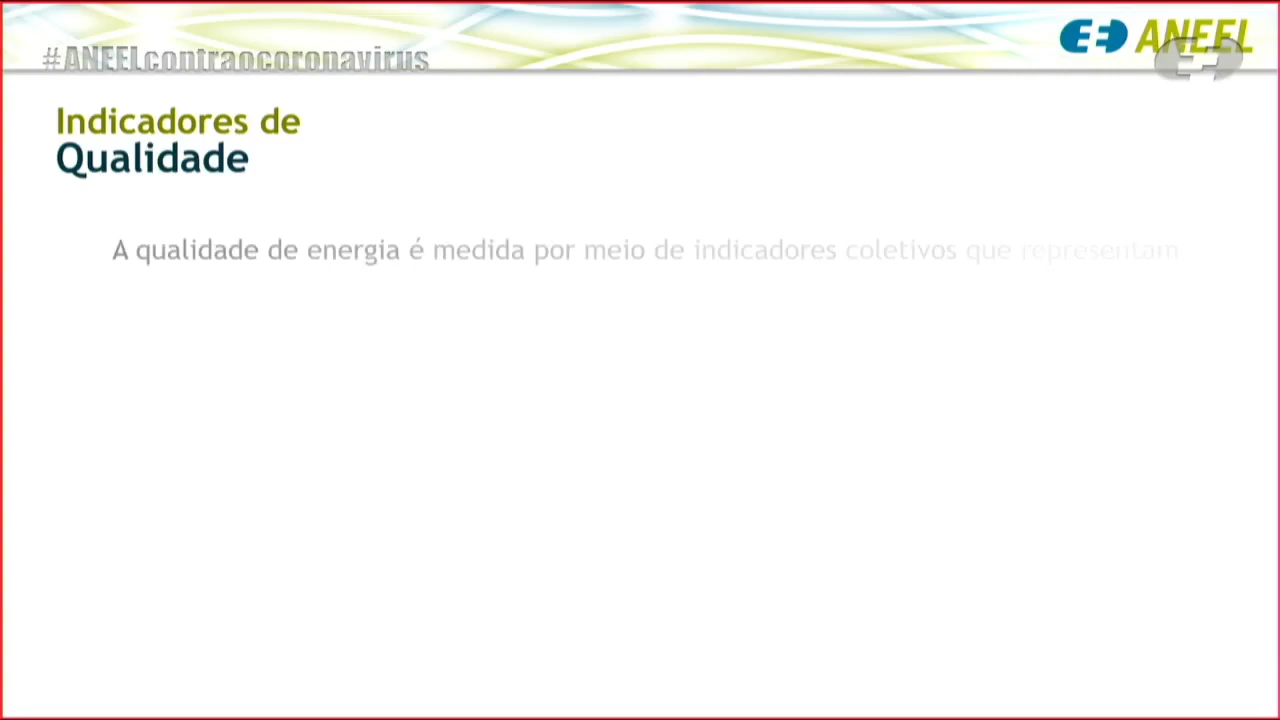 #ANEELcontraocoronavirus
ANEEL
Indicadores de
Qualidade
A qualidade de energia é medida por meio de indicadores coletivos que representam